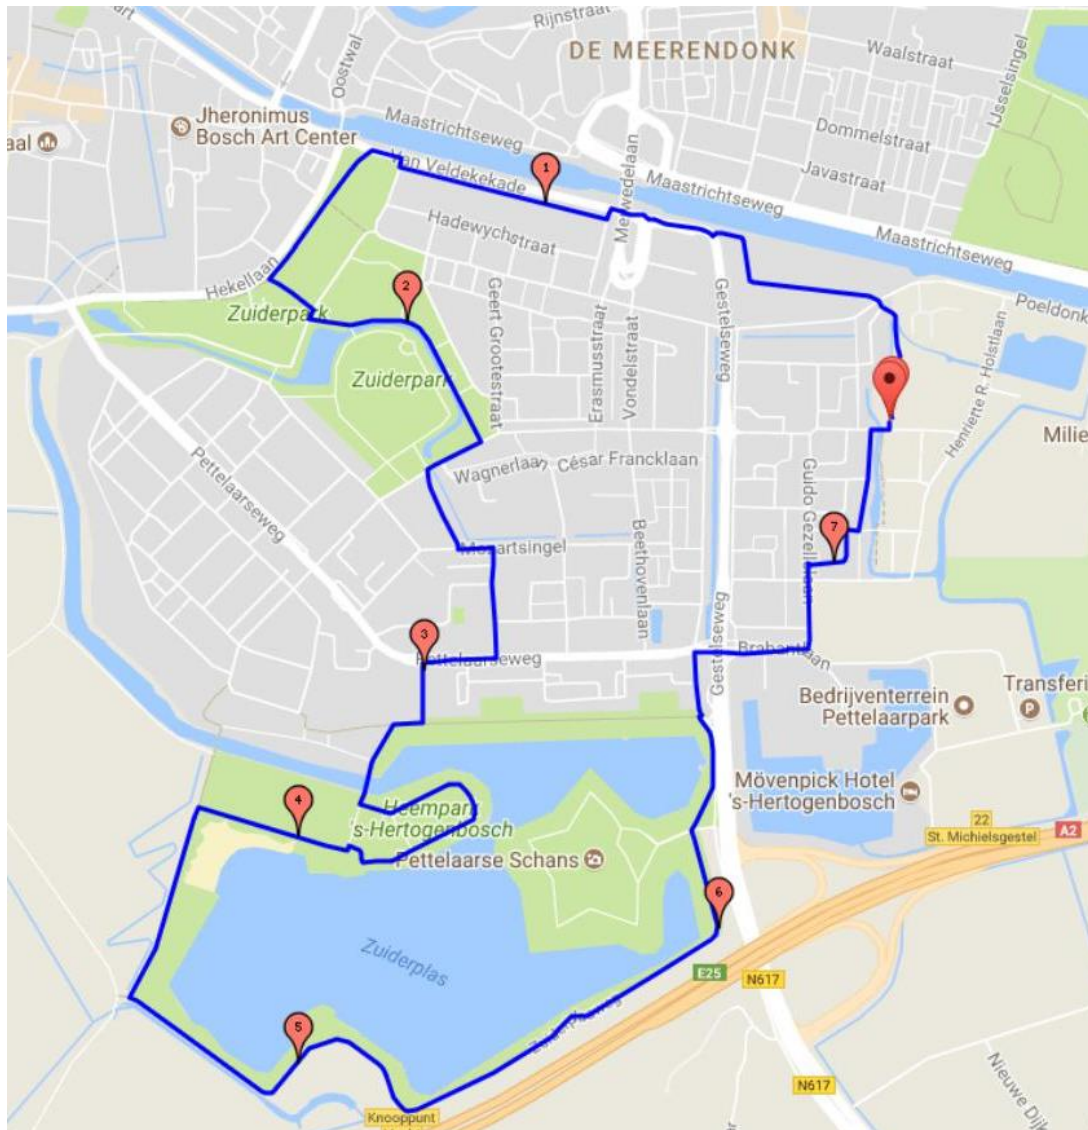 Rijnstraat
DE MEERENDONK
Waalstraat
IJsselsingel
Oostwal
Jheronimus
Bosch Art Center
Maastrichtseweg
Dommelstraat
Javastraat
Van Veldekekade
1
Merwedelaan
Maastrichtseweg
Maastrichtseweg
Hadewychstraat
Hekellaan
Zuiderpark
2
Geert Grootestraat
Erasmusstraat
Vondelstraat
Gestelseweg
Poeldonk
Henriette R. Holstlaan
Zuiderpark
Milie
Pettelaarseweg
Wagnerlaan
César Francklaan
Guido Gezellelaan
7
Mozartsingel
Beethovenlaan
3
Pettelaarseweg
Gestelseweg
Brabantlaan
Bedrijventerrein
Pettelaarpark
Transferi
P
4
Heempark
's-Hertogenbosch
Mövenpick Hotel
's-Hertogenbosch
22
St. Michielsgestel
A2
Pettelaarse Schans
6
Zuiderplas
E25
N617
Zuiderplasweg
5
N617
Nieuwe Dijk
Knooppunt